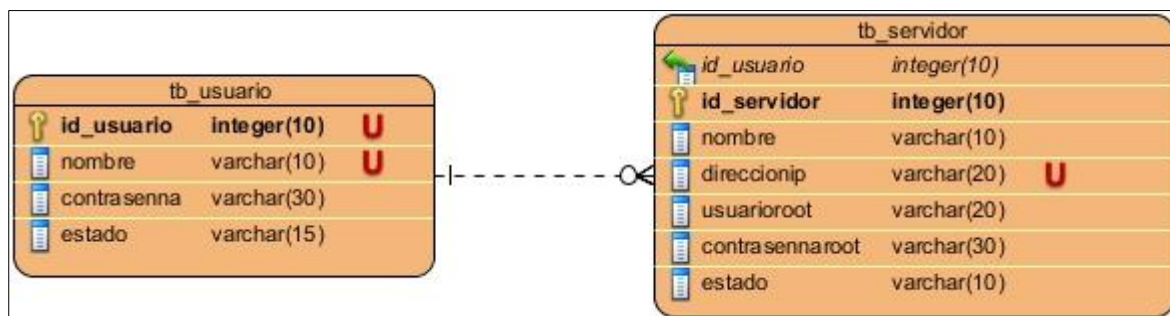 tb_usuario
id_usuario integer(10) U
nombre varchar(10) U
contrasenna varchar(30)
estado varchar(15)
tb_servidor
id_usuario integer(10)
id_servidor integer(10)
nombre varchar(10)
direccionip varchar(20) U
usuarioroot varchar(20)
contrasennaroot varchar(30)
estado varchar(10)